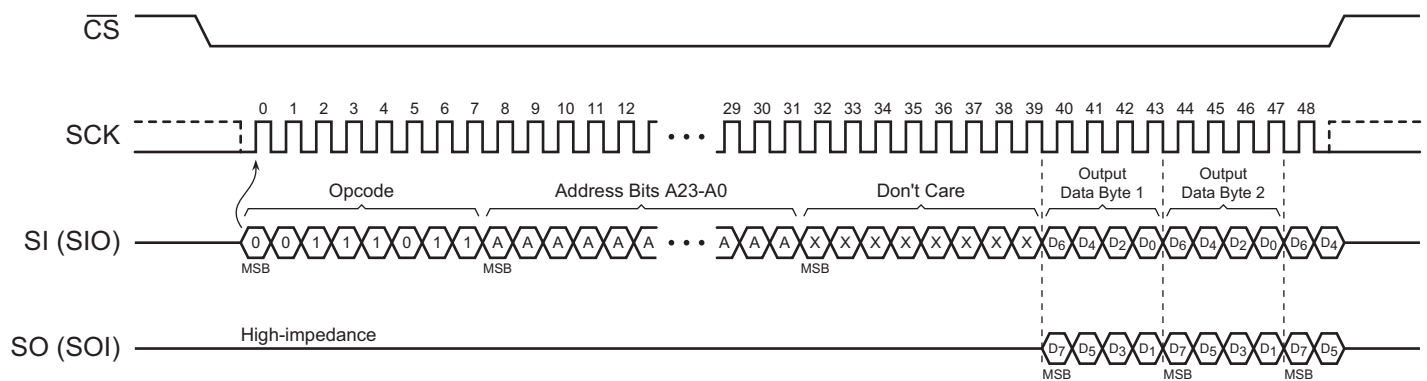 CS
0 1 2 3 4 5 6 7 8 9 10 11 12 29 30 31 32 33 34 35 36 37 38 39 40 41 42 43 44 45 46 47 48
SCK
Opcode
Address Bits A23-A0
Don't Care
Output
Data Byte 1
Output
Data Byte 2
SI (SIO)
0 0 1 1 1 0 1 1 A A A A A A A A A X X X X X X X X D6 D4 D2 D0 D6 D4 D2 D0 D6 D4
MSB MSB MSB
High-impedance
SO (SOI)
D7 D5 D3 D1 D7 D5 D3 D1 D7 D5
MSB MSB MSB